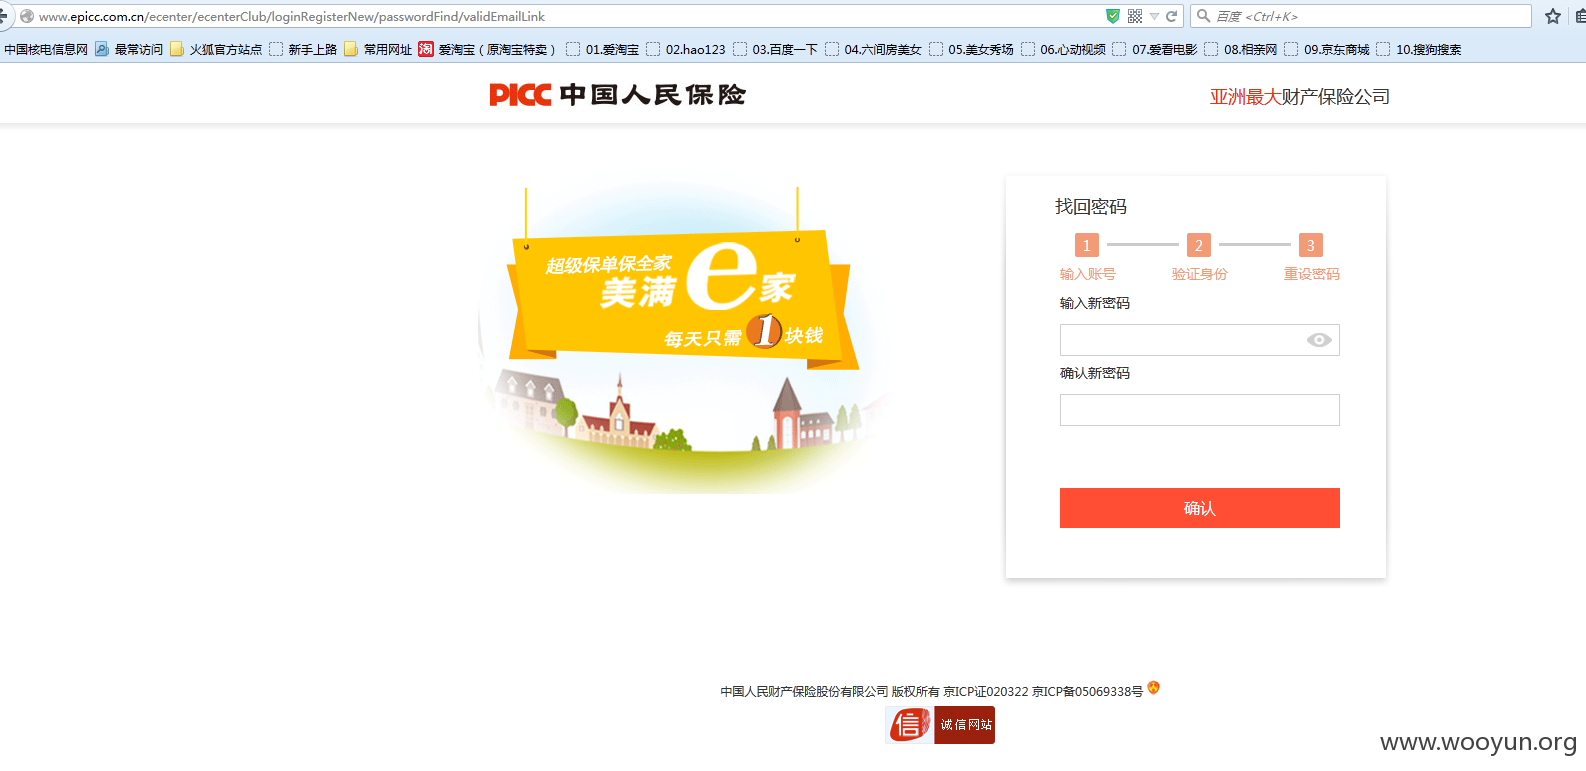 www.epicc.com.cn/ecenter/ecenterClub/loginRegisterNew/passwordFind/validEmailLink
百度 <Ctrl+K>
中国核电信息网 最常访问 火狐官方站点 新手上路 常用网址 淘 爱淘宝（原淘宝特卖） 01.爱淘宝 02.hao123 03.百度一下 04.六间房美女 05.美女秀场 06.心动视频 07.爱看电影 08.相亲网 09.京东商城 10.搜狗搜索
PICC 中国人民保险
亚洲最大财产保险公司
超级保单保全家
美满e家
每天只需1块钱
找回密码
1 2 3
输入账号 验证身份 重设密码
输入新密码
确认新密码
确认
中国人民财产保险股份有限公司 版权所有 京ICP证020322 京ICP备05069338号
信 诚信网站
www.wooyun.org